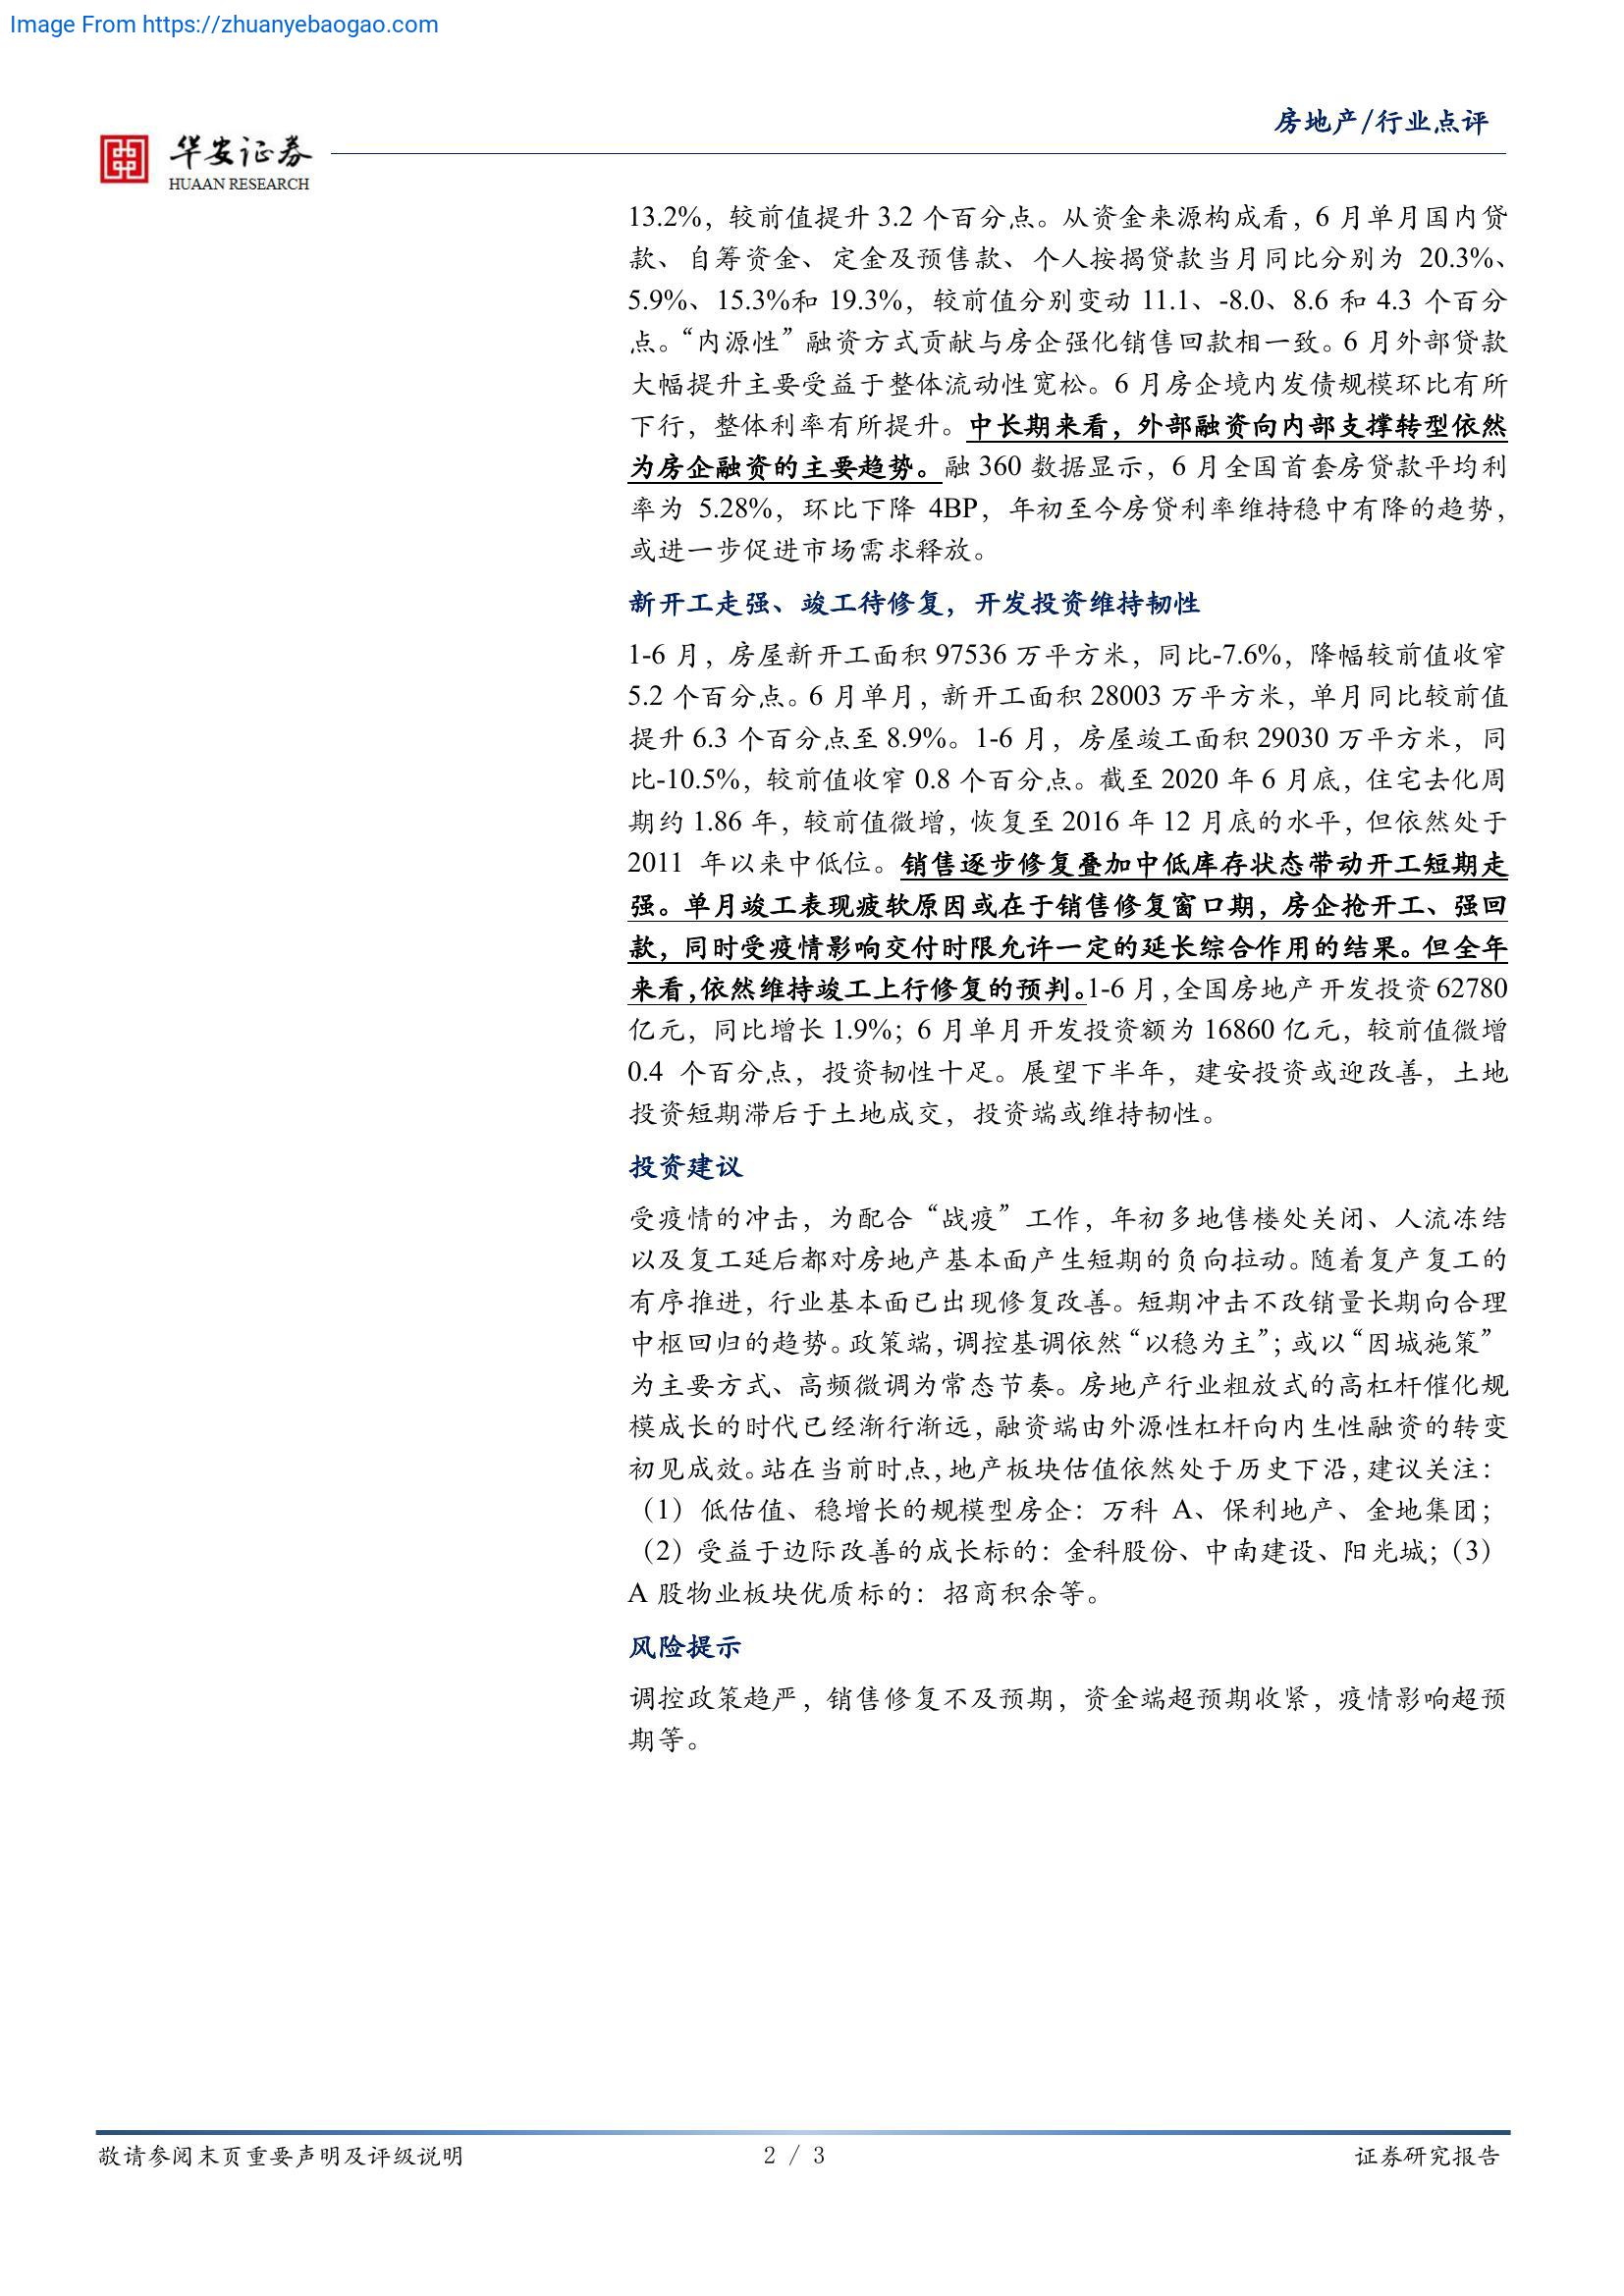 Image From https://zhuanyebaogao.com
房地产/行业点评
华安证券
HUAAN RESEARCH
13.2%，较前值提升 3.2 个百分点。从资金来源构成看，6 月单月国内贷
款、自筹资金、定金及预售款、个人按揭贷款当月同比分别为 20.3%、
5.9%、15.3%和 19.3%，较前值分别变动 11.1、-8.0、8.6 和 4.3 个百分
点。“内源性”融资方式贡献与房企强化销售回款相一致。6 月外部贷款
大幅提升主要受益于整体流动性宽松。6 月房企境内发债规模环比有所
下行，整体利率有所提升。中长期来看，外部融资向内部支撑转型依然
为房企融资的主要趋势。融 360 数据显示，6 月全国首套房贷款平均利
率为 5.28%，环比下降 4BP，年初至今房贷利率维持稳中有降的趋势，
或进一步促进市场需求释放。
新开工走强、竣工待修复，开发投资维持韧性
1-6 月，房屋新开工面积 97536 万平方米，同比-7.6%，降幅较前值收窄
5.2 个百分点。6 月单月，新开工面积 28003 万平方米，单月同比较前值
提升 6.3 个百分点至 8.9%。1-6 月，房屋竣工面积 29030 万平方米，同
比-10.5%，较前值收窄 0.8 个百分点。截至 2020 年 6 月底，住宅去化周
期约 1.86 年，较前值微增，恢复至 2016 年 12 月底的水平，但依然处于
2011 年以来中低位。销售逐步修复叠加中低库存状态带动开工短期走
强。单月竣工表现疲软原因或在于销售修复窗口期，房企抢开工、强回
款，同时受疫情影响交付时限允许一定的延长综合作用的结果。但全年
来看，依然维持竣工上行修复的预判。1-6 月，全国房地产开发投资 62780
亿元，同比增长 1.9%；6 月单月开发投资额为 16860 亿元，较前值微增
0.4 个百分点，投资韧性十足。展望下半年，建安投资或迎改善，土地
投资短期滞后于土地成交，投资端或维持韧性。
投资建议
受疫情的冲击，为配合“战疫”工作，年初多地售楼处关闭、人流冻结
以及复工延后都对房地产基本面产生短期的负向拉动。随着复产复工的
有序推进，行业基本面已出现修复改善。短期冲击不改销量长期向合理
中枢回归的趋势。政策端，调控基调依然“以稳为主”；或以“因城施策”
为主要方式、高频微调为常态节奏。房地产行业粗放式的高杠杆催化规
模成长的时代已经渐行渐远，融资端由外源性杠杆向内生性融资的转变
初见成效。站在当前时点，地产板块估值依然处于历史下沿，建议关注：
（1）低估值、稳增长的规模型房企：万科 A、保利地产、金地集团；
（2）受益于边际改善的成长标的：金科股份、中南建设、阳光城；（3）
A 股物业板块优质标的：招商积余等。
风险提示
调控政策趋严，销售修复不及预期，资金端超预期收紧，疫情影响超预
期等。
敬请参阅末页重要声明及评级说明
2 / 3
证券研究报告